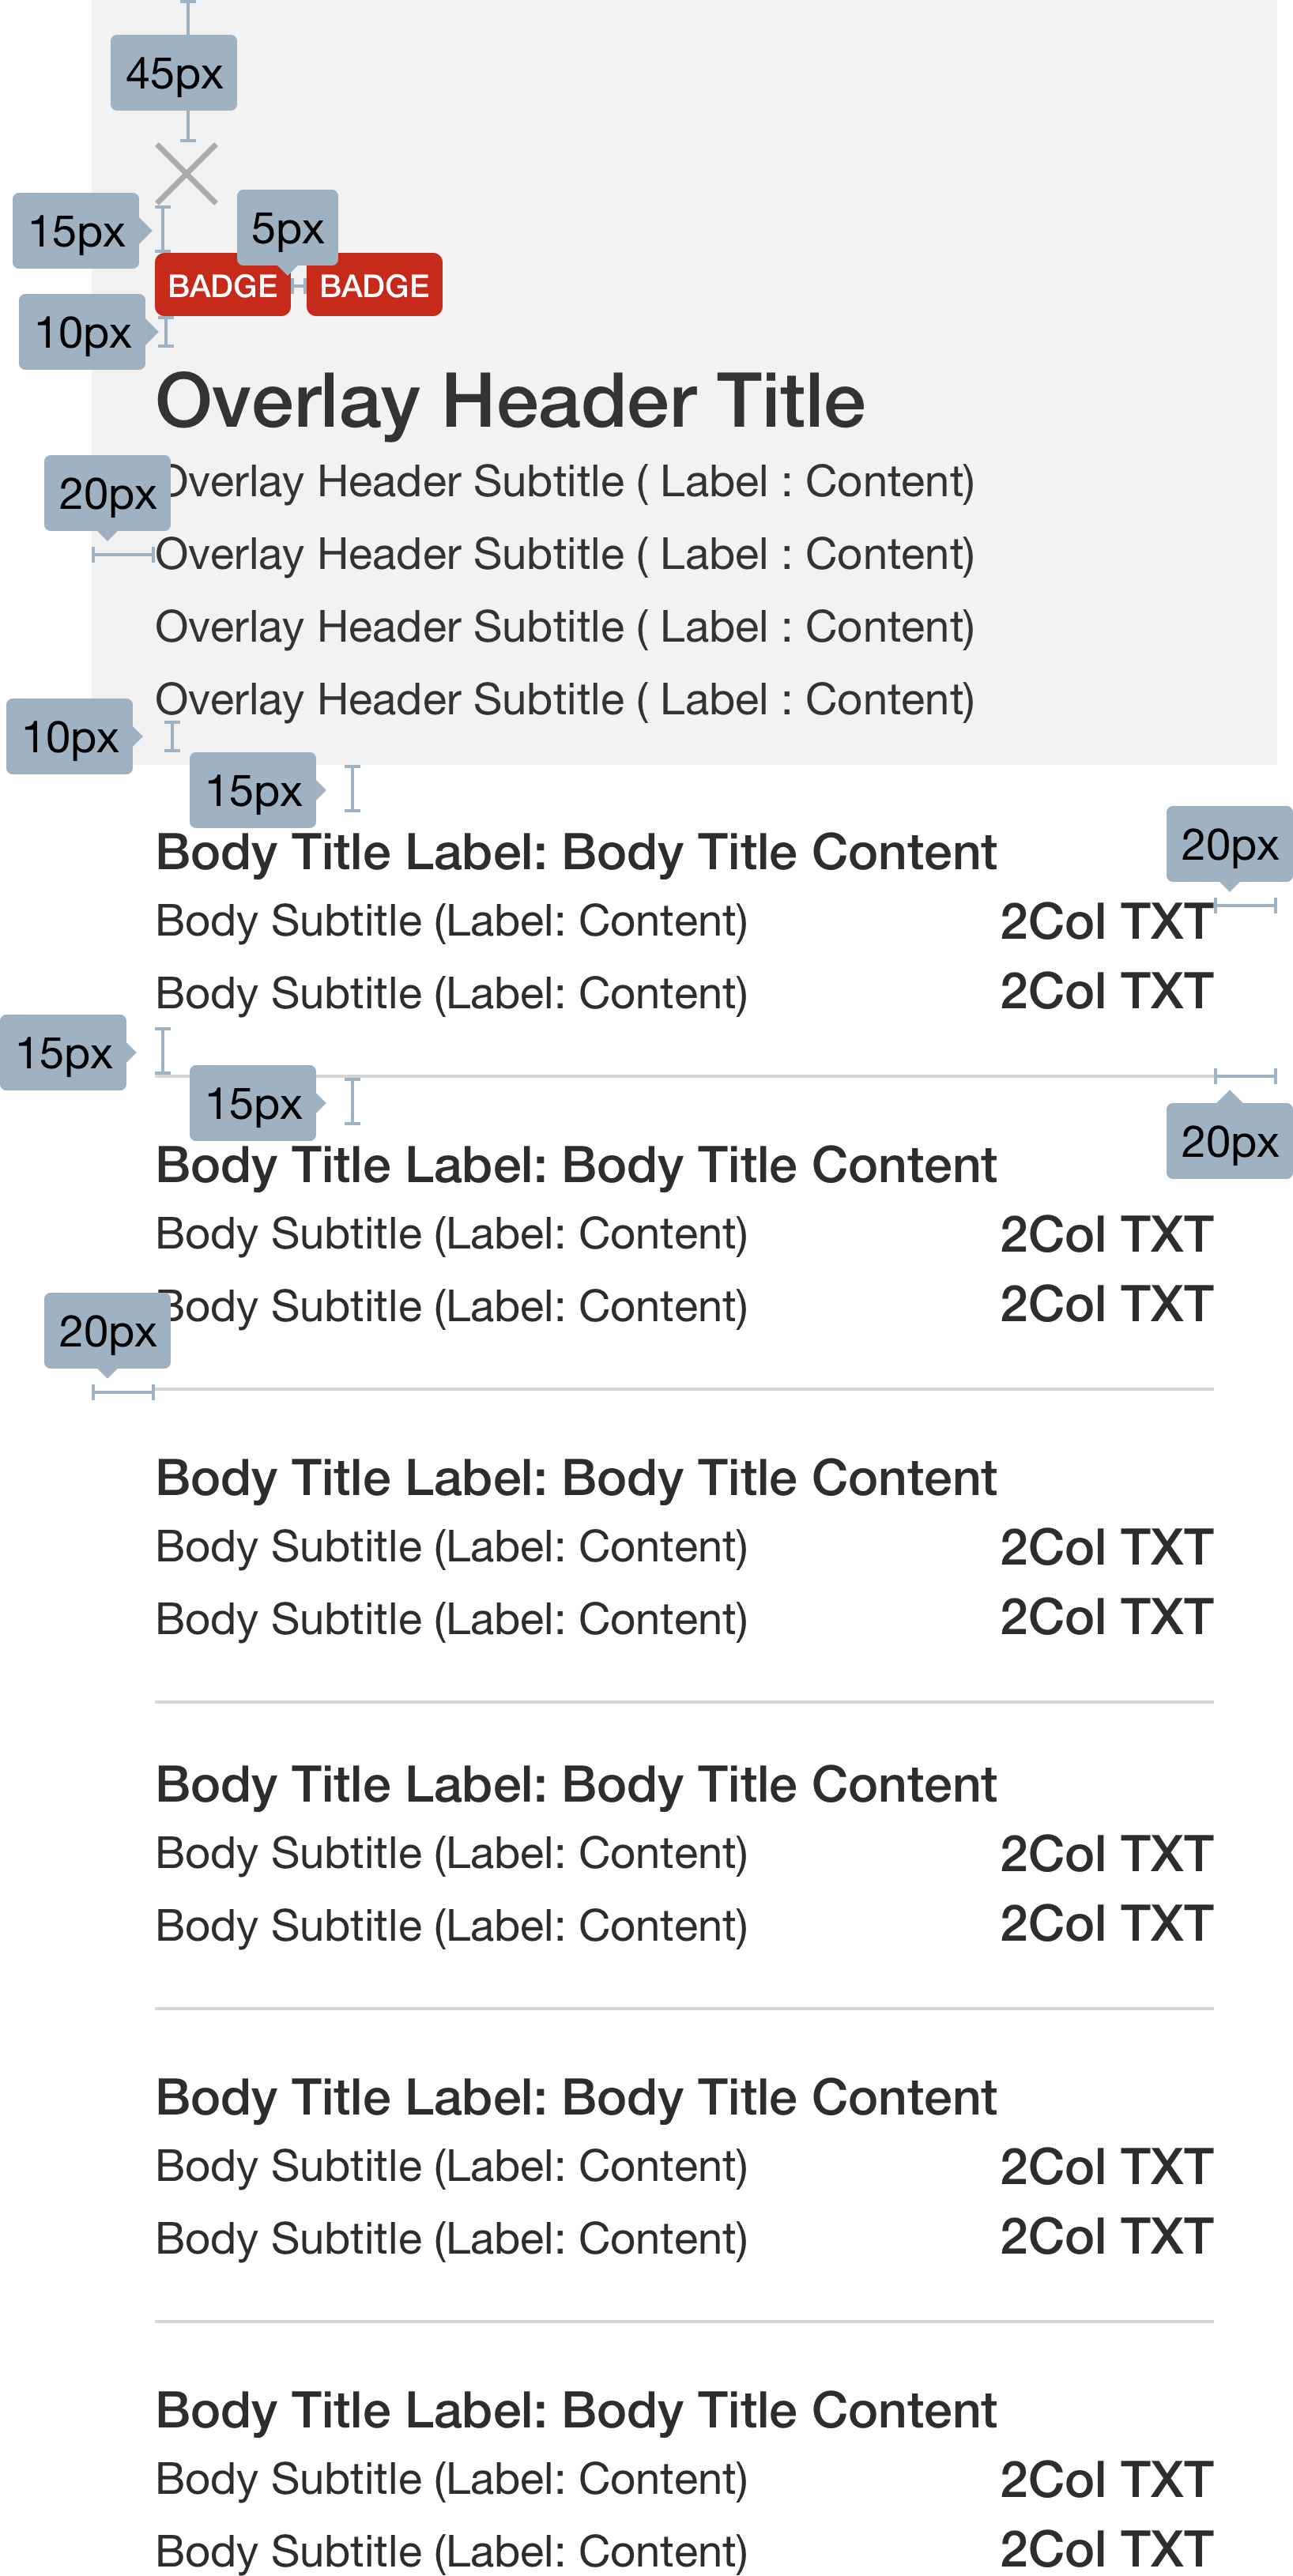 45px
15px
5px
BADGE BADGE
10px
Overlay Header Title
20px
Overlay Header Subtitle ( Label : Content)
Overlay Header Subtitle ( Label : Content)
Overlay Header Subtitle ( Label : Content)
Overlay Header Subtitle ( Label : Content)
10px
15px
Body Title Label: Body Title Content
20px
Body Subtitle (Label: Content) 2Col TXT
Body Subtitle (Label: Content) 2Col TXT
15px
15px
20px
Body Title Label: Body Title Content
Body Subtitle (Label: Content) 2Col TXT
Body Subtitle (Label: Content) 2Col TXT
20px
Body Title Label: Body Title Content
Body Subtitle (Label: Content) 2Col TXT
Body Subtitle (Label: Content) 2Col TXT
Body Title Label: Body Title Content
Body Subtitle (Label: Content) 2Col TXT
Body Subtitle (Label: Content) 2Col TXT
Body Title Label: Body Title Content
Body Subtitle (Label: Content) 2Col TXT
Body Subtitle (Label: Content) 2Col TXT
Body Title Label: Body Title Content
Body Subtitle (Label: Content) 2Col TXT
Body Subtitle (Label: Content) 2Col TXT